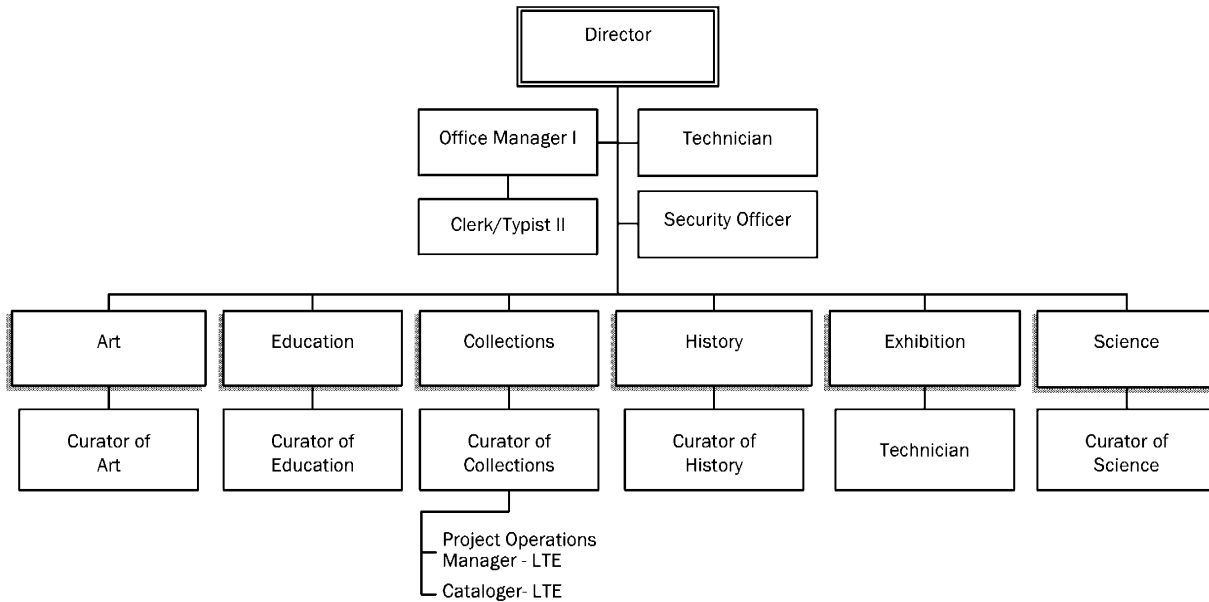 Director
Office Manager I
Technician
Clerk/Typist II
Security Officer
Art
Education
Collections
History
Exhibition
Science
Curator of
Art
Curator of
Education
Curator of
Collections
Curator of
History
Technician
Curator of
Science
Project Operations
Manager - LTE
Cataloger- LTE